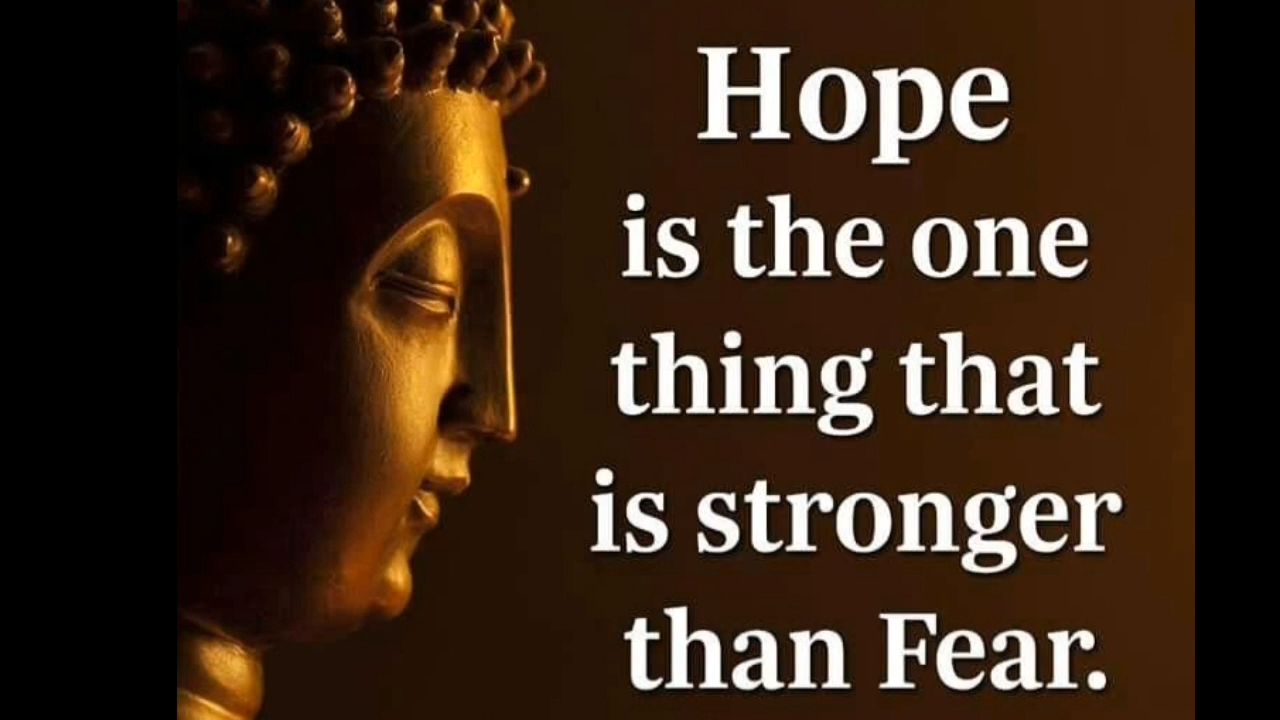 Hope
is the one
thing that
is stronger
than Fear.